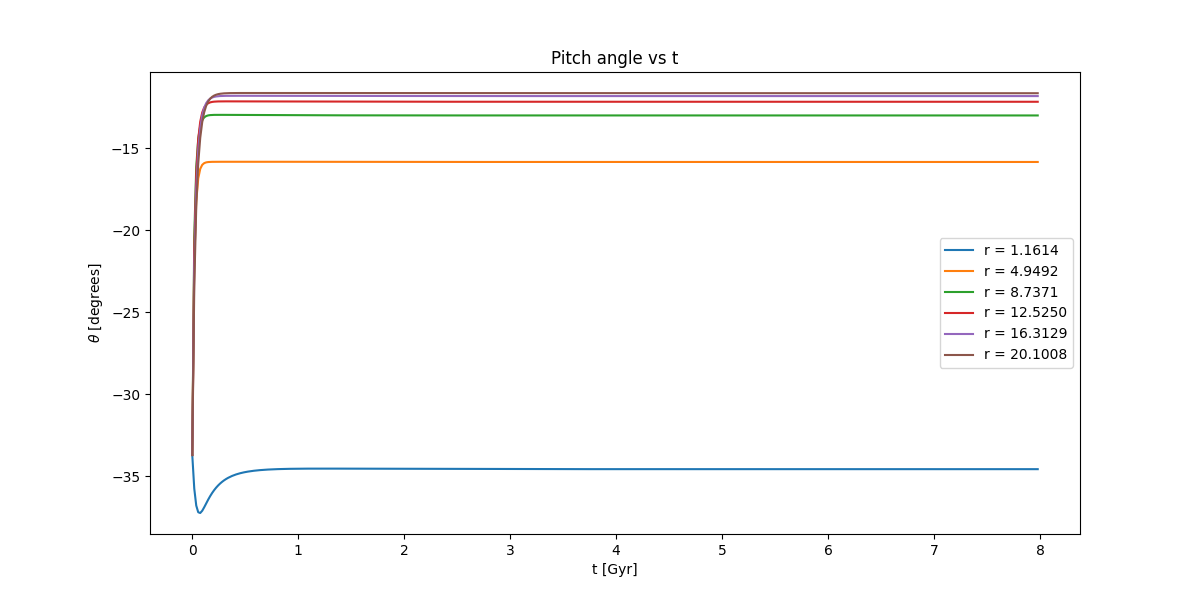 Pitch angle vs t
θ [degrees]
−15
−20
−25
−30
−35
r = 1.1614
r = 4.9492
r = 8.7371
r = 12.5250
r = 16.3129
r = 20.1008
0 1 2 3 4 5 6 7 8
t [Gyr]